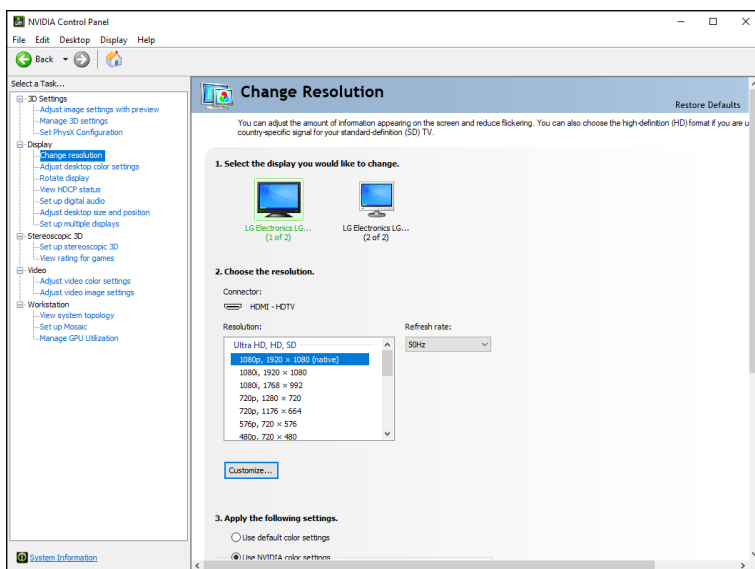 NVIDIA Control Panel
File Edit Desktop Display Help
Back
Select a Task...
3D Settings
Adjust image settings with preview
Manage 3D settings
Set PhysX Configuration
Display
Change resolution
Adjust desktop color settings
Rotate display
View HDCP status
Set up digital audio
Adjust desktop size and position
Set up multiple displays
Stereoscopic 3D
Set up stereoscopic 3D
View rating for games
Video
Adjust video color settings
Adjust video image settings
Workstation
View system topology
Set up Mosaic
Manage GPU Utilization
System Information
Change Resolution
Restore Defaults
You can adjust the amount of information appearing on the screen and reduce flickering. You can also choose the high-definition (HD) format if you are u
country-specific signal for your standard-definition (SD) TV.
1. Select the display you would like to change.
LG Electronics LG... LG Electronics LG...
(1 of 2) (2 of 2)
2. Choose the resolution.
Connector:
HDMI - HDTV
Resolution: Refresh rate:
Ultra HD, HD, SD 50Hz
1080p, 1920 × 1080 (native)
1080i, 1920 × 1080
1080i, 1768 × 992
720p, 1280 × 720
720p, 1176 × 664
576p, 720 × 576
480p, 720 × 480
Customize...
3. Apply the following settings.
Use default color settings
Use NVIDIA color settings